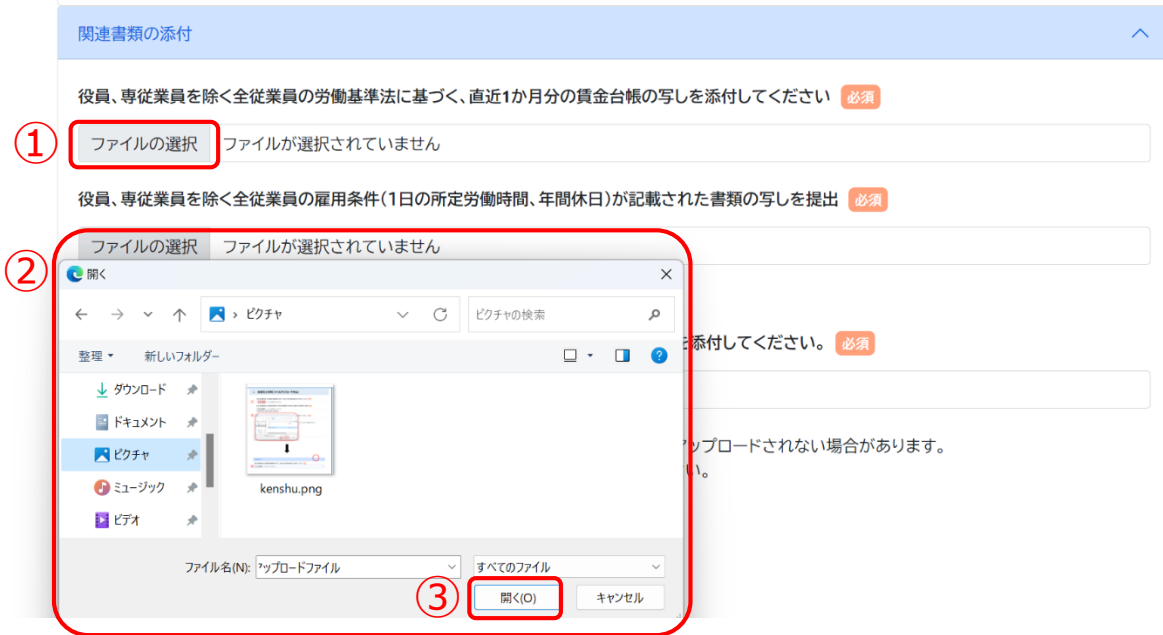 関連書類の添付
役員、専従業員を除く全従業員の労働基準法に基づく、直近1か月分の賃金台帳の写しを添付してください 必須
① ファイルの選択 ファイルが選択されていません
役員、専従業員を除く全従業員の雇用条件(1日の所定労働時間、年間休日)が記載された書類の写しを提出 必須
ファイルの選択 ファイルが選択されていません
②
開く
ピクチャ ピクチャの検索
添付してください。 必須
整理 新しいフォルダー
ダウンロード
ドキュメント
ピクチャ
ップロードされない場合があります。
い。
ミュージック
kenshu.png
ビデオ
ファイル名(N): ップロードファイル すべてのファイル
③ 開く(O) キャンセル